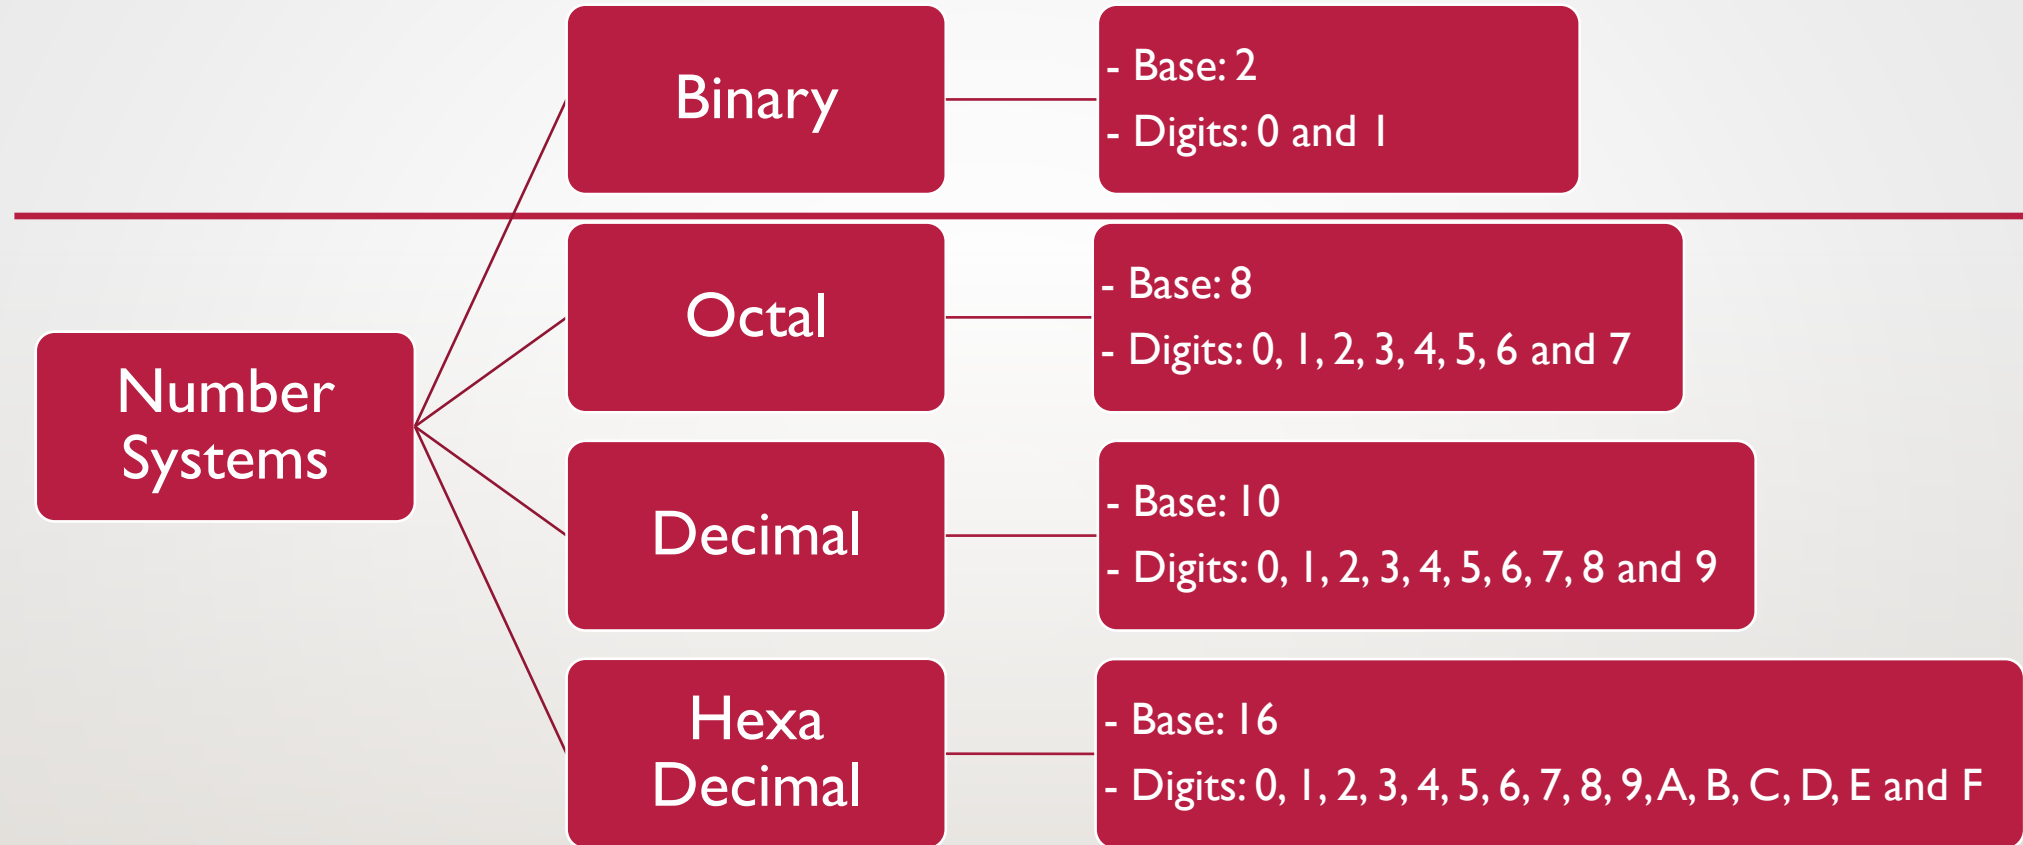 Number
Systems
Binary
- Base: 2
- Digits: 0 and 1
Octal
- Base: 8
- Digits: 0, 1, 2, 3, 4, 5, 6 and 7
Decimal
- Base: 10
- Digits: 0, 1, 2, 3, 4, 5, 6, 7, 8 and 9
Hexa
Decimal
- Base: 16
- Digits: 0, 1, 2, 3, 4, 5, 6, 7, 8, 9, A, B, C, D, E and F